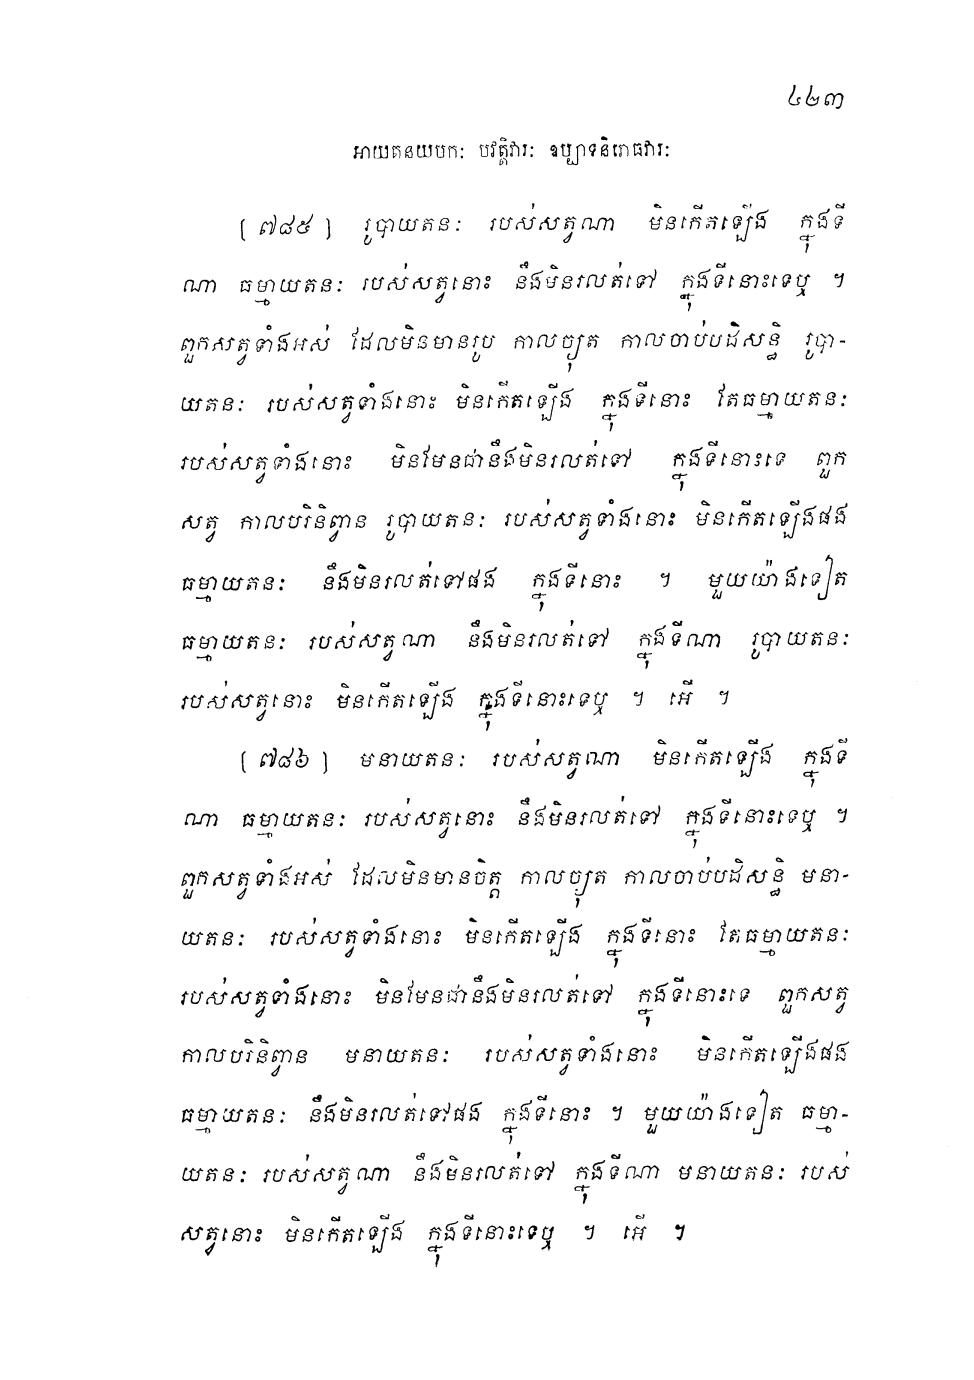 ៤២៣
អាយតនយមកៈ បវត្តិវារៈ ឧប្បាទនិរោធវារៈ
[ ៧៨៥ ] រូបាយតនៈ របស់សត្វណា មិនកើតឡើង ក្នុងទី
ណា ធម្មាយតនៈ របស់សត្វនោះ នឹងមិនរលត់ទៅ ក្នុងទីនោះទេឬ ។
ពួកសត្វទាំងអស់ ដែលមិនមានរូប កាលច្យុត កាលចាប់បដិសន្ធិ រូបា-
យតនៈ របស់សត្វទាំងនោះ មិនកើតឡើង ក្នុងទីនោះ តែធម្មាយតនៈ
របស់សត្វទាំងនោះ មិនមែនជានឹងមិនរលត់ទៅ ក្នុងទីនោះទេ ពួក
សត្វ កាលបរិនិព្វាន រូបាយតនៈ របស់សត្វទាំងនោះ មិនកើតឡើងផង
ធម្មាយតនៈ នឹងមិនរលត់ទៅផង ក្នុងទីនោះ ។ មួយយ៉ាងទៀត
ធម្មាយតនៈ របស់សត្វណា នឹងមិនរលត់ទៅ ក្នុងទីណា រូបាយតនៈ
របស់សត្វនោះ មិនកើតឡើង ក្នុងទីនោះទេឬ ។ អើ ។
[ ៧៨៦ ] មនាយតនៈ របស់សត្វណា មិនកើតឡើង ក្នុងទី
ណា ធម្មាយតនៈ របស់សត្វនោះ នឹងមិនរលត់ទៅ ក្នុងទីនោះទេឬ ។
ពួកសត្វទាំងអស់ ដែលមិនមានចិត្ត កាលច្យុត កាលចាប់បដិសន្ធិ មនា-
យតនៈ របស់សត្វទាំងនោះ មិនកើតឡើង ក្នុងទីនោះ តែធម្មាយតនៈ
របស់សត្វទាំងនោះ មិនមែនជានឹងមិនរលត់ទៅ ក្នុងទីនោះទេ ពួកសត្វ
កាលបរិនិព្វាន មនាយតនៈ របស់សត្វទាំងនោះ មិនកើតឡើងផង
ធម្មាយតនៈ នឹងមិនរលត់ទៅផង ក្នុងទីនោះ ។ មួយយ៉ាងទៀត ធម្មា-
យតនៈ របស់សត្វណា នឹងមិនរលត់ទៅ ក្នុងទីណា មនាយតនៈ របស់
សត្វនោះ មិនកើតឡើង ក្នុងទីនោះទេឬ ។ អើ ។